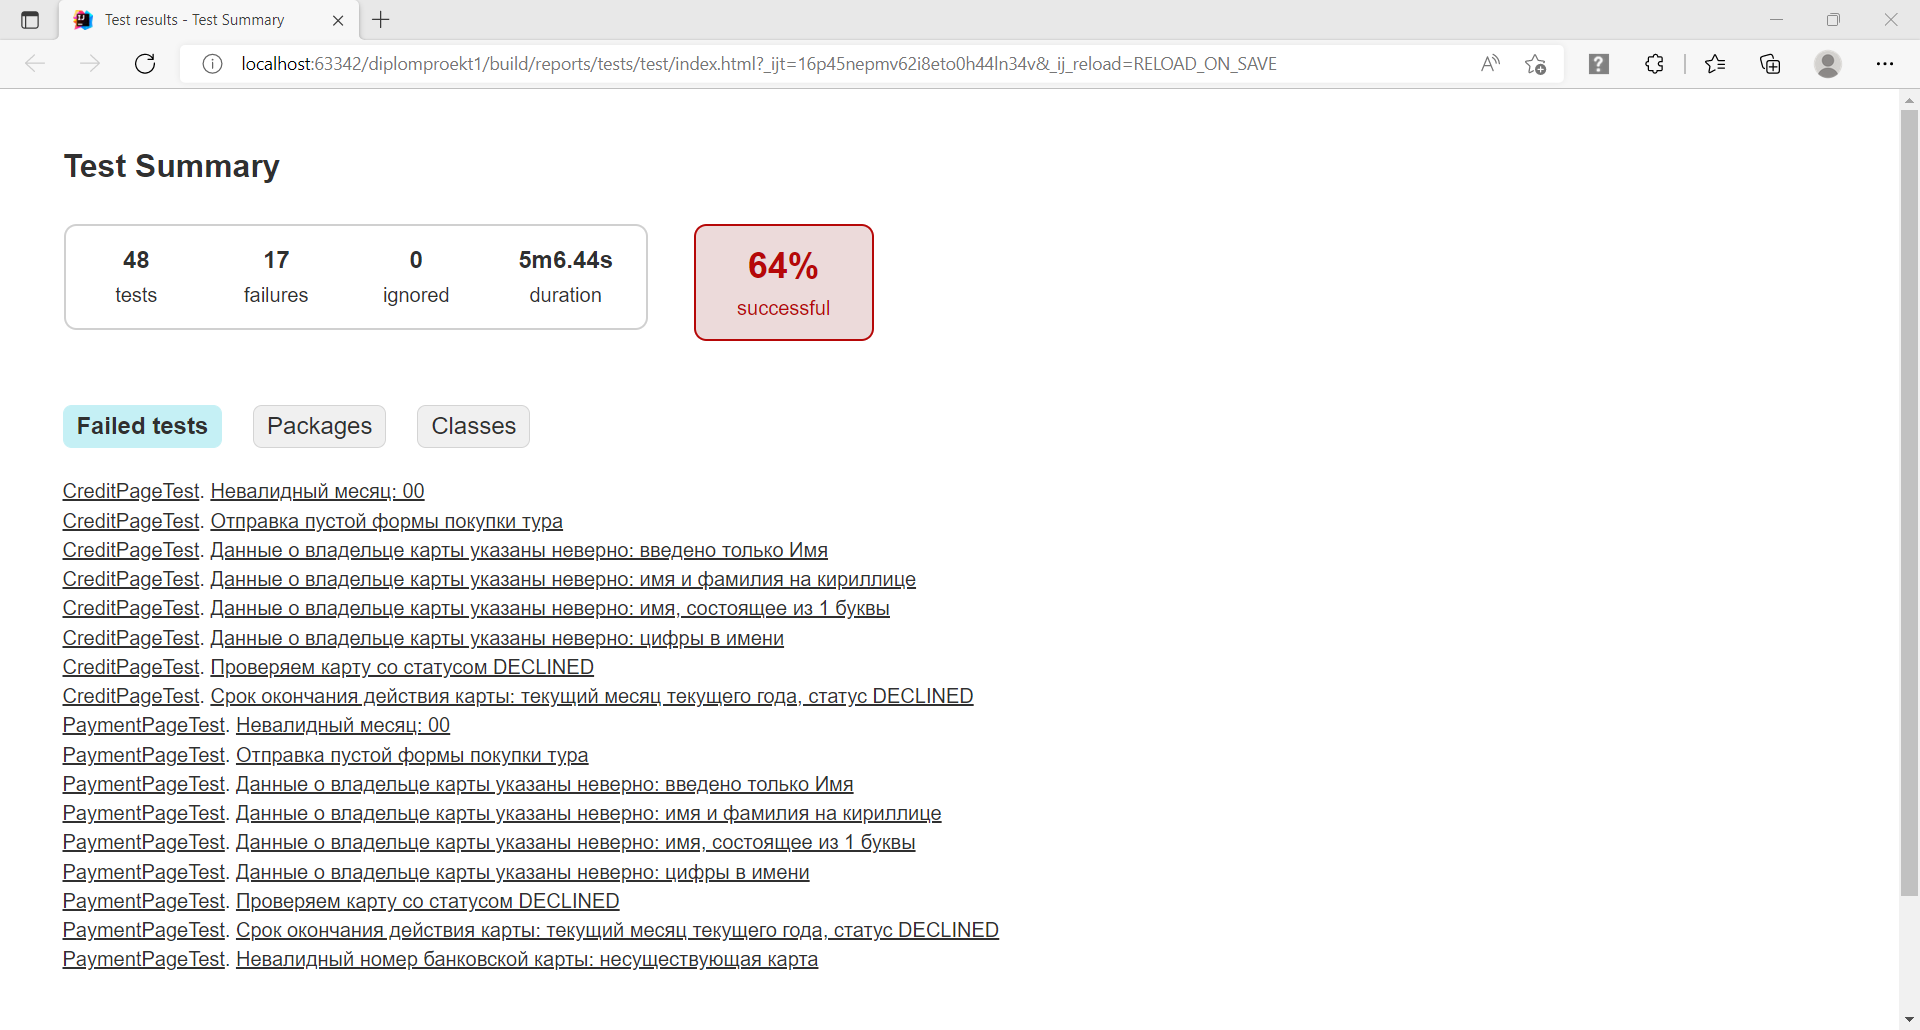 Test results - Test Summary
localhost:63342/diplomproekt1/build/reports/tests/test/index.html?_ijt=16p45nepmv62i8eto0h44ln34v&_ij_reload=RELOAD_ON_SAVE
Test Summary
48 17 0 5m6.44s
tests failures ignored duration
64%
successful
Failed tests Packages Classes
CreditPageTest. Невалидный месяц: 00
CreditPageTest. Отправка пустой формы покупки тура
CreditPageTest. Данные о владельце карты указаны неверно: введено только Имя
CreditPageTest. Данные о владельце карты указаны неверно: имя и фамилия на кириллице
CreditPageTest. Данные о владельце карты указаны неверно: имя, состоящее из 1 буквы
CreditPageTest. Данные о владельце карты указаны неверно: цифры в имени
CreditPageTest. Проверяем карту со статусом DECLINED
CreditPageTest. Срок окончания действия карты: текущий месяц текущего года, статус DECLINED
PaymentPageTest. Невалидный месяц: 00
PaymentPageTest. Отправка пустой формы покупки тура
PaymentPageTest. Данные о владельце карты указаны неверно: введено только Имя
PaymentPageTest. Данные о владельце карты указаны неверно: имя и фамилия на кириллице
PaymentPageTest. Данные о владельце карты указаны неверно: имя, состоящее из 1 буквы
PaymentPageTest. Данные о владельце карты указаны неверно: цифры в имени
PaymentPageTest. Проверяем карту со статусом DECLINED
PaymentPageTest. Срок окончания действия карты: текущий месяц текущего года, статус DECLINED
PaymentPageTest. Невалидный номер банковской карты: несуществующая карта